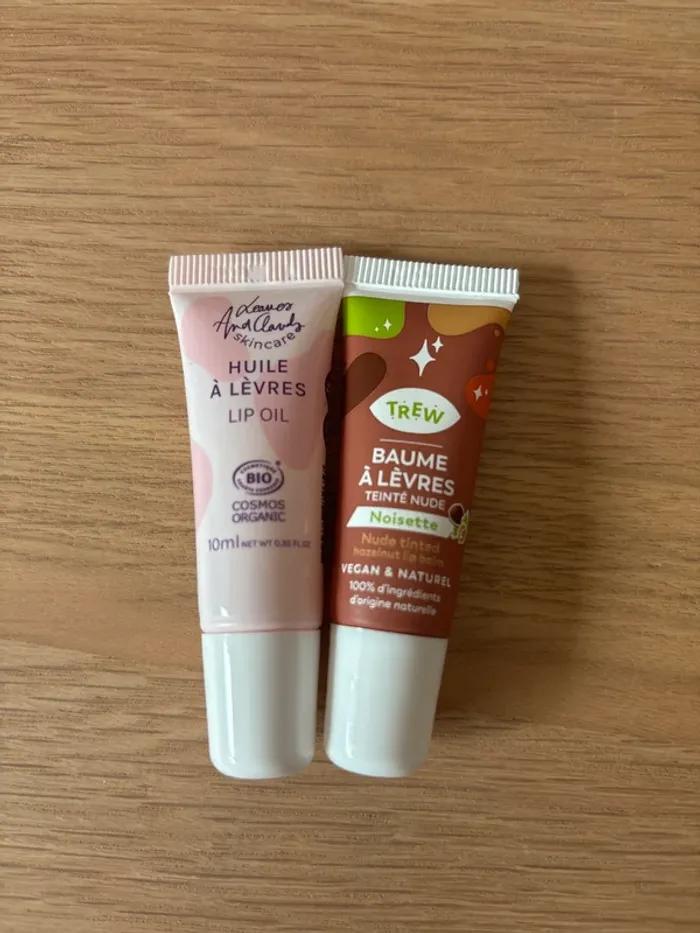 Leaves
And Clouds
skincare
HUILE
À LÈVRES
LIP OIL
BIO
COSMOS
ORGANIC
10ml NET WT 0.35 FL.OZ
TREW
BAUME
À LÈVRES
TEINTÉ NUDE
Noisette
Nude tinted
hazelnut lip balm
VEGAN & NATUREL
100% d'ingrédients
d'origine naturelle